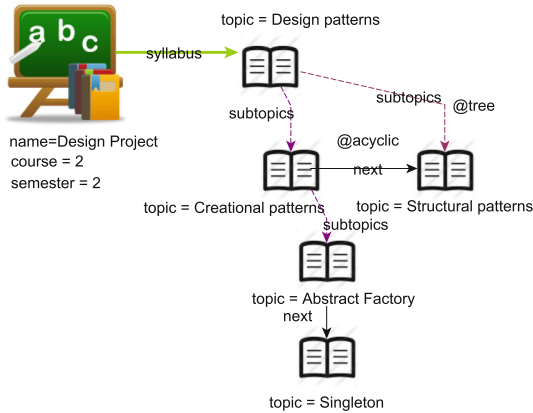 topic = Design patterns
a b c
syllabus
subtopics
@tree
subtopics
name=Design Project
course = 2
semester = 2
@acyclic
next
topic = Creational patterns
topic = Structural patterns
subtopics
topic = Abstract Factory
next
topic = Singleton